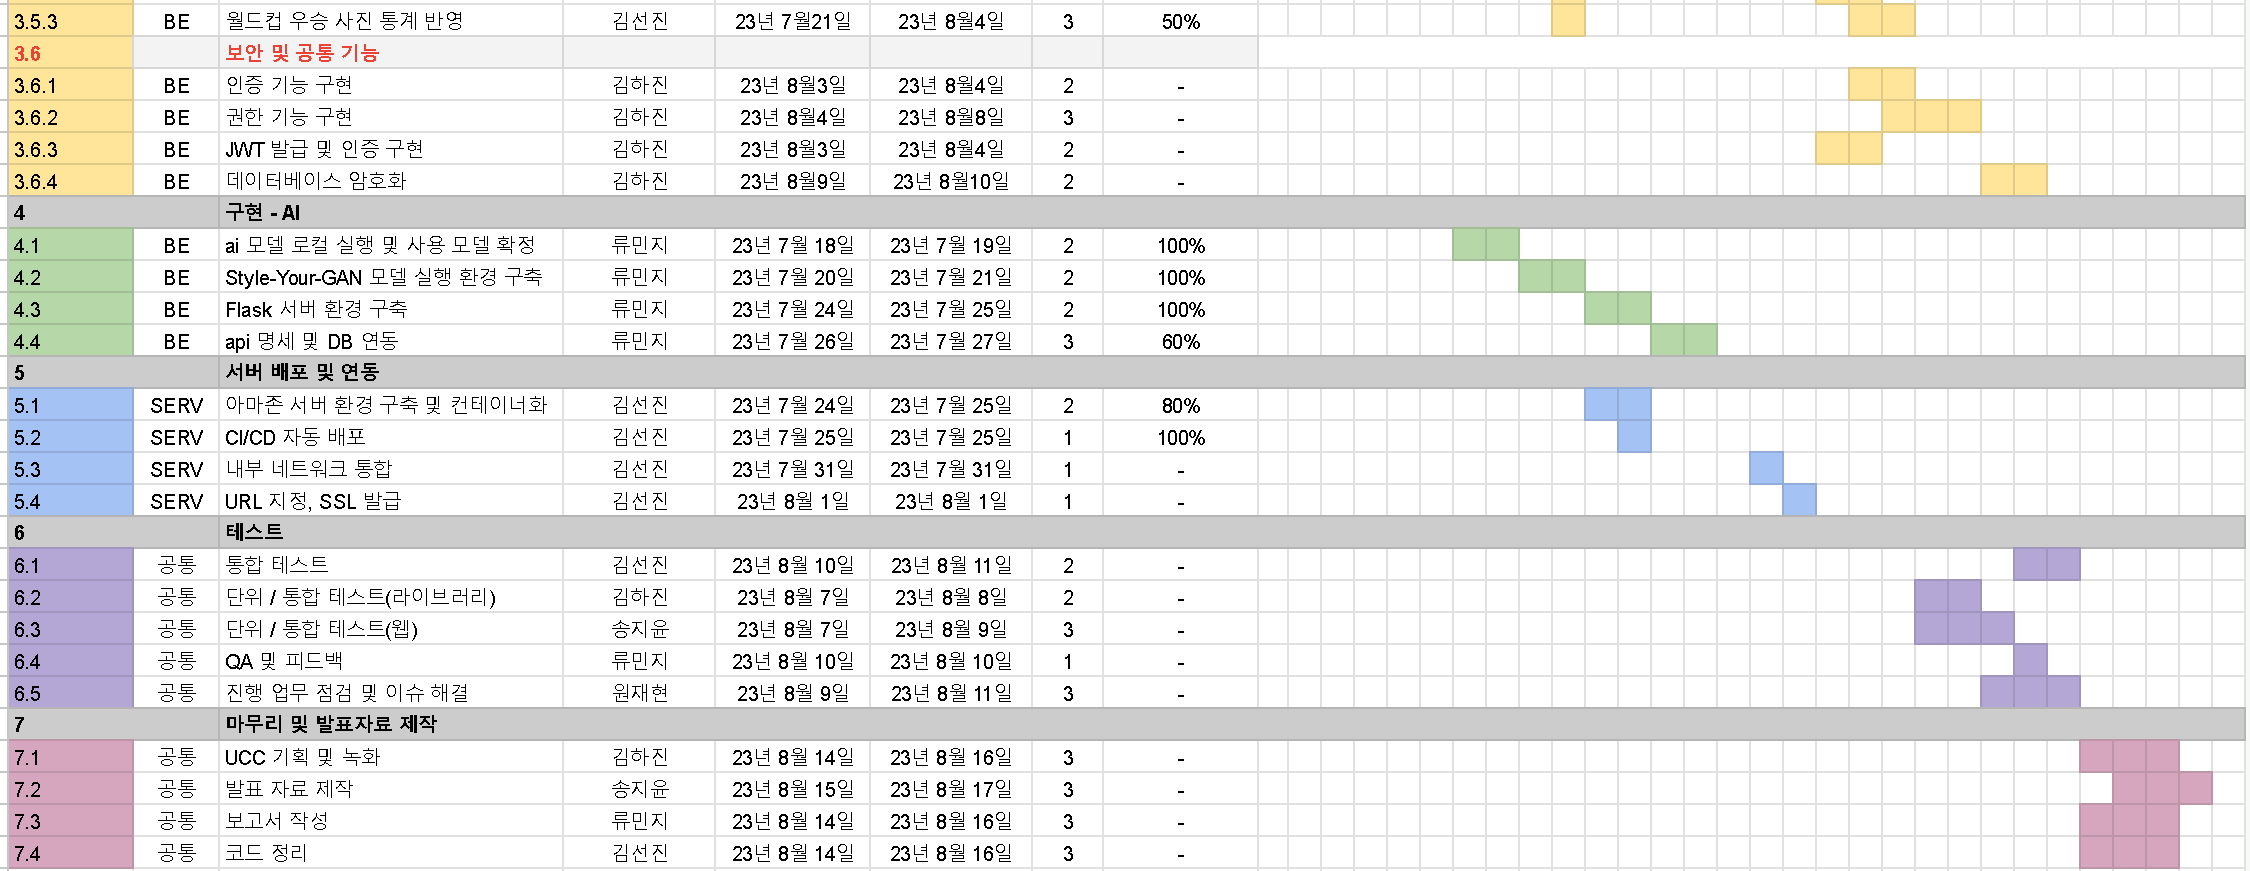 3.5.3 BE 월드컵 우승 사진 통계 반영 김선진 23년 7월21일 23년 8월4일 3 50%
3.6 보안 및 공통 기능
3.6.1 BE 인증 기능 구현 김하진 23년 8월3일 23년 8월4일 2 -
3.6.2 BE 권한 기능 구현 김하진 23년 8월4일 23년 8월8일 3 -
3.6.3 BE JWT 발급 및 인증 구현 김하진 23년 8월3일 23년 8월4일 2 -
3.6.4 BE 데이터베이스 암호화 김하진 23년 8월9일 23년 8월10일 2 -
4 구현 - AI
4.1 BE ai 모델 로컬 실행 및 사용 모델 확정 류민지 23년 7월 18일 23년 7월 19일 2 100%
4.2 BE Style-Your-GAN 모델 실행 환경 구축 류민지 23년 7월 20일 23년 7월 21일 2 100%
4.3 BE Flask 서버 환경 구축 류민지 23년 7월 24일 23년 7월 25일 2 100%
4.4 BE api 명세 및 DB 연동 류민지 23년 7월 26일 23년 7월 27일 3 60%
5 서버 배포 및 연동
5.1 SERV 아마존 서버 환경 구축 및 컨테이너화 김선진 23년 7월 24일 23년 7월 25일 2 80%
5.2 SERV CI/CD 자동 배포 김선진 23년 7월 25일 23년 7월 25일 1 100%
5.3 SERV 내부 네트워크 통합 김선진 23년 7월 31일 23년 7월 31일 1 -
5.4 SERV URL 지정, SSL 발급 김선진 23년 8월 1일 23년 8월 1일 1 -
6 테스트
6.1 공통 통합 테스트 김선진 23년 8월 10일 23년 8월 11일 2 -
6.2 공통 단위 / 통합 테스트(라이브러리) 김하진 23년 8월 7일 23년 8월 8일 2 -
6.3 공통 단위 / 통합 테스트(웹) 송지윤 23년 8월 7일 23년 8월 9일 3 -
6.4 공통 QA 및 피드백 류민지 23년 8월 10일 23년 8월 10일 1 -
6.5 공통 진행 업무 점검 및 이슈 해결 원재현 23년 8월 9일 23년 8월 11일 3 -
7 마무리 및 발표자료 제작
7.1 공통 UCC 기획 및 녹화 김하진 23년 8월 14일 23년 8월 16일 3 -
7.2 공통 발표 자료 제작 송지윤 23년 8월 15일 23년 8월 17일 3 -
7.3 공통 보고서 작성 류민지 23년 8월 14일 23년 8월 16일 3 -
7.4 공통 코드 정리 김선진 23년 8월 14일 23년 8월 16일 3 -